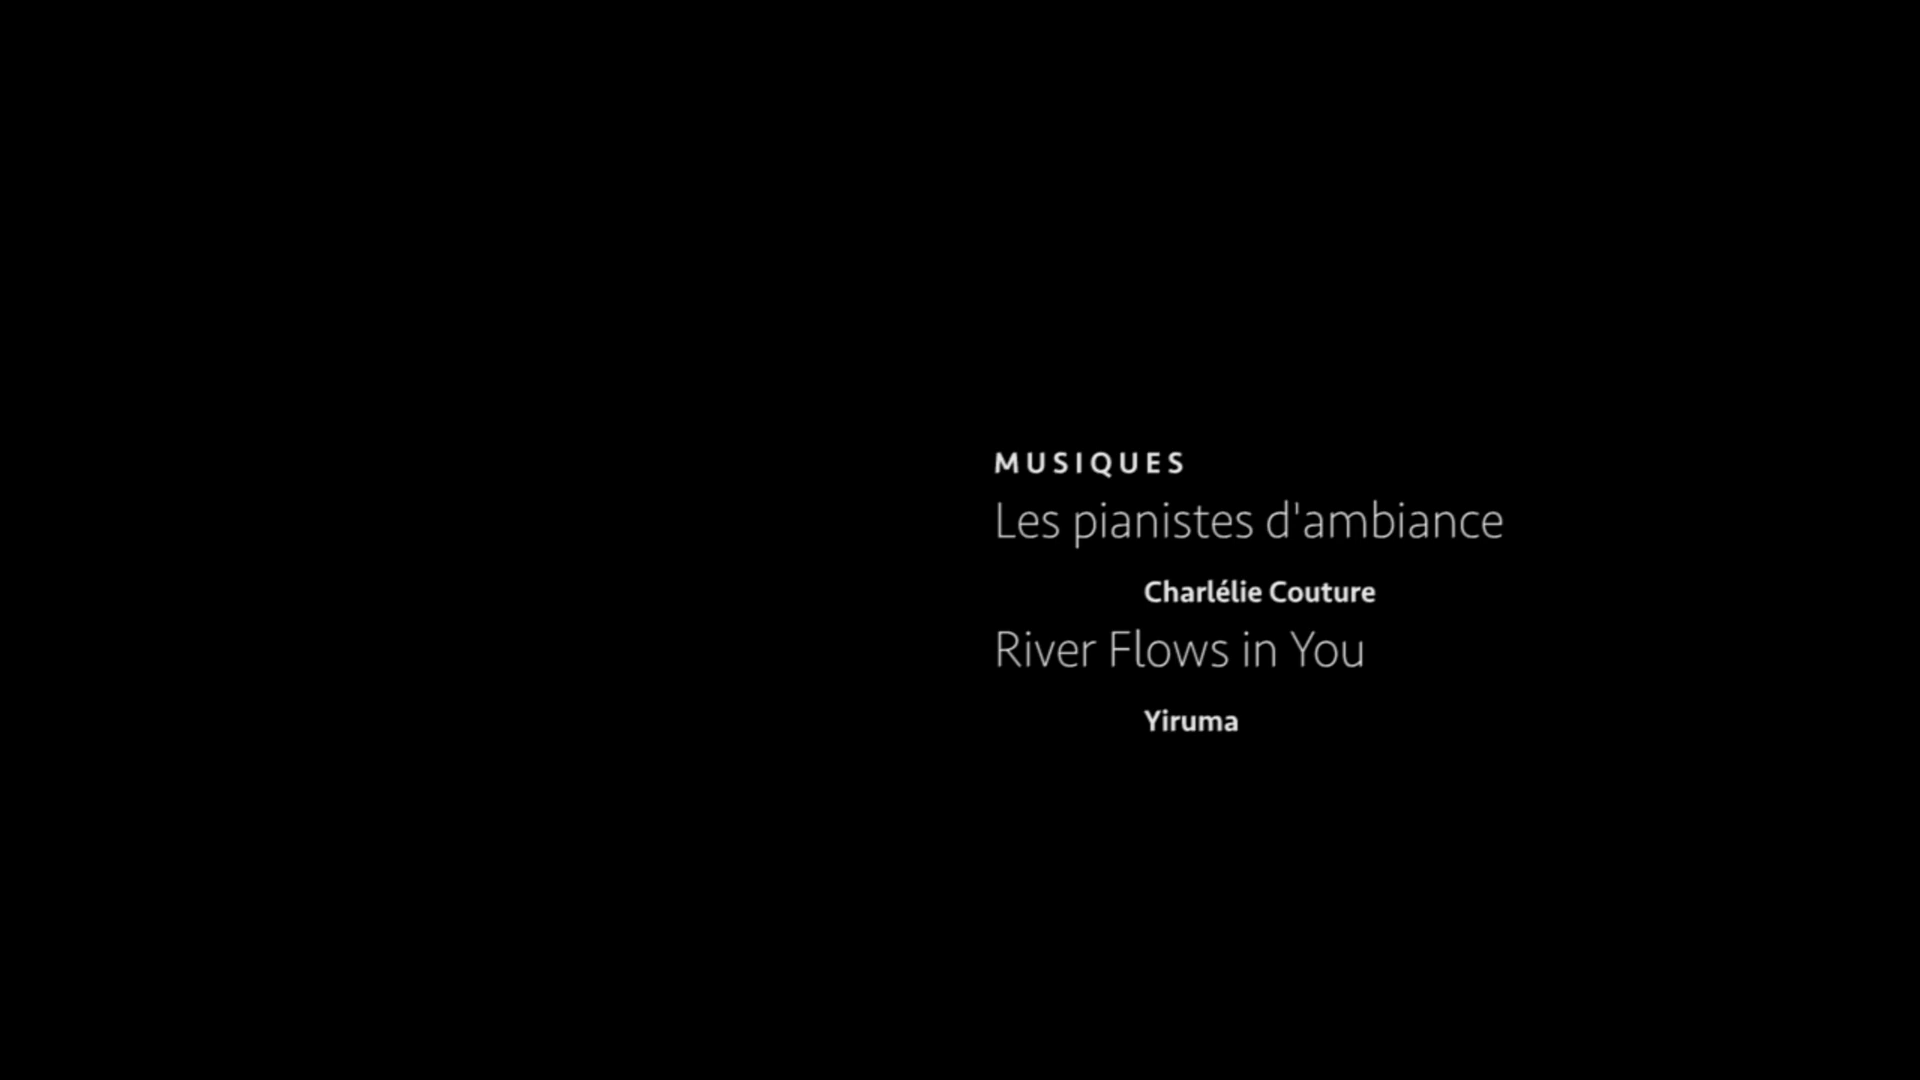 MUSIQUES
Les pianistes d'ambiance
Charlélie Couture
River Flows in You
Yiruma